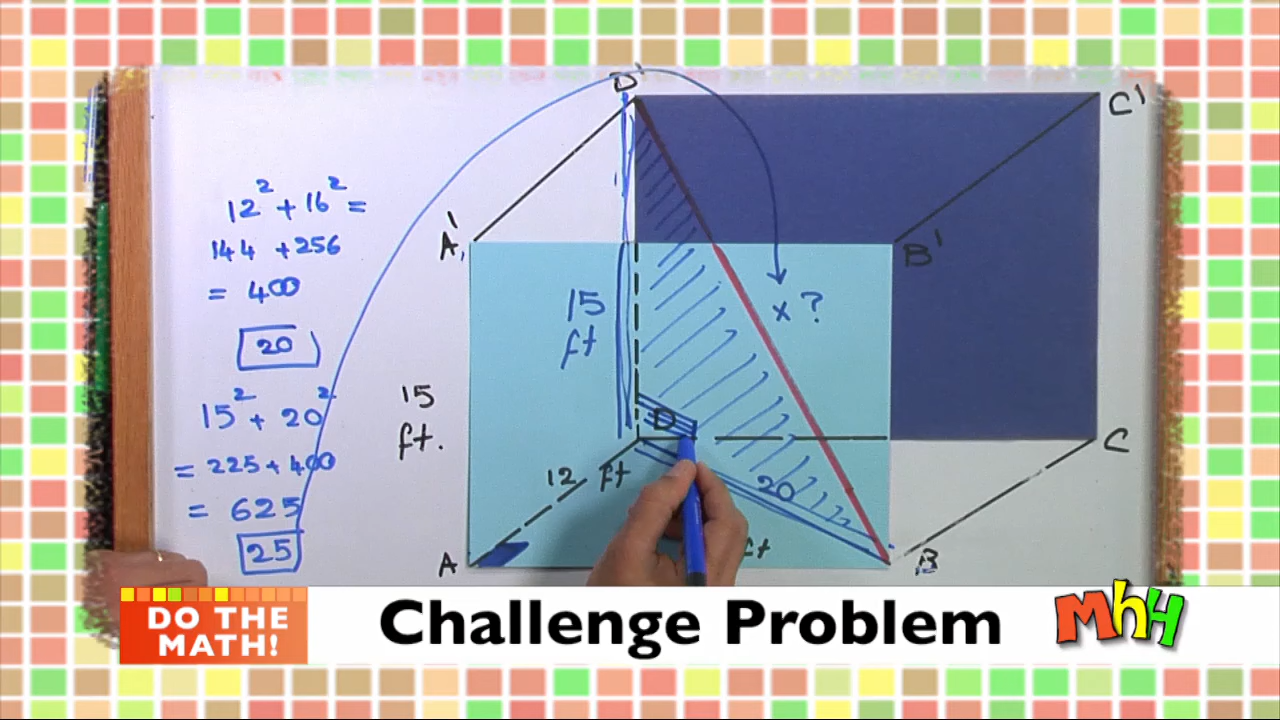 D'
C'
A'
B'
12² + 16² =
144 + 256
= 400
20
15² + 20²
= 225 + 400
= 625
25
15
ft.
15
ft
x ?
D
C
12 ft
20
ft
A
B
DO THE
MATH!
Challenge Problem
Mh4